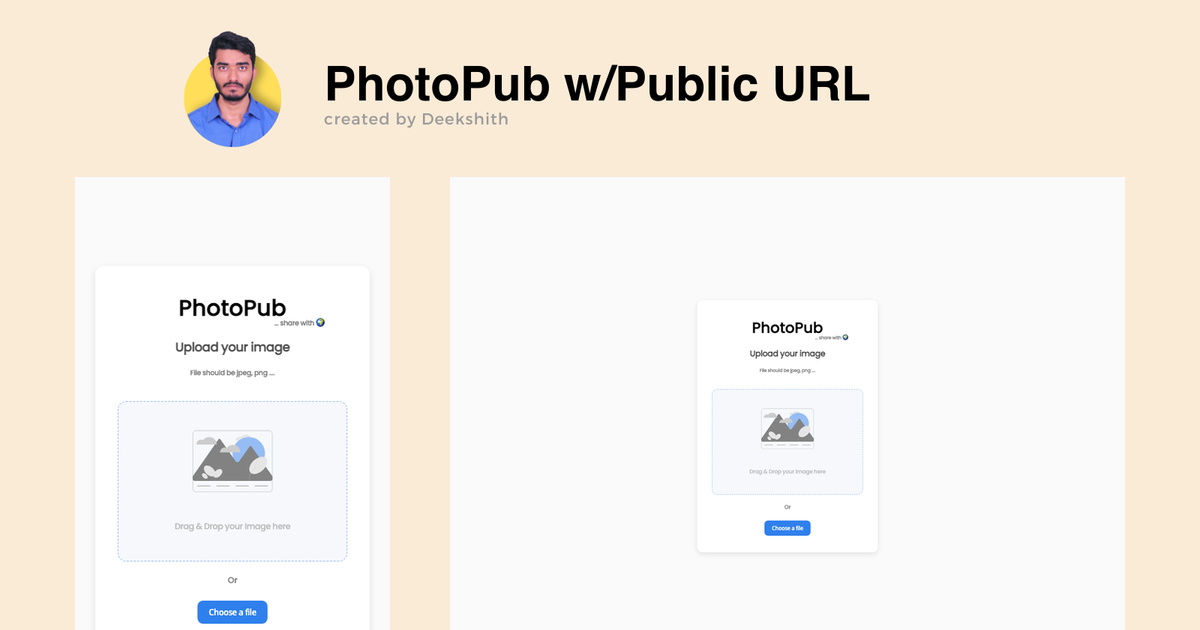 PhotoPub w/Public URL
created by Deekshith
PhotoPub
... share with
Upload your image
File should be jpeg, png ...
Drag & Drop your Image here
Or
Choose a file
PhotoPub
... share with
Upload your image
File should be jpeg, png ...
Drag & Drop your Image here
Or
Choose a file